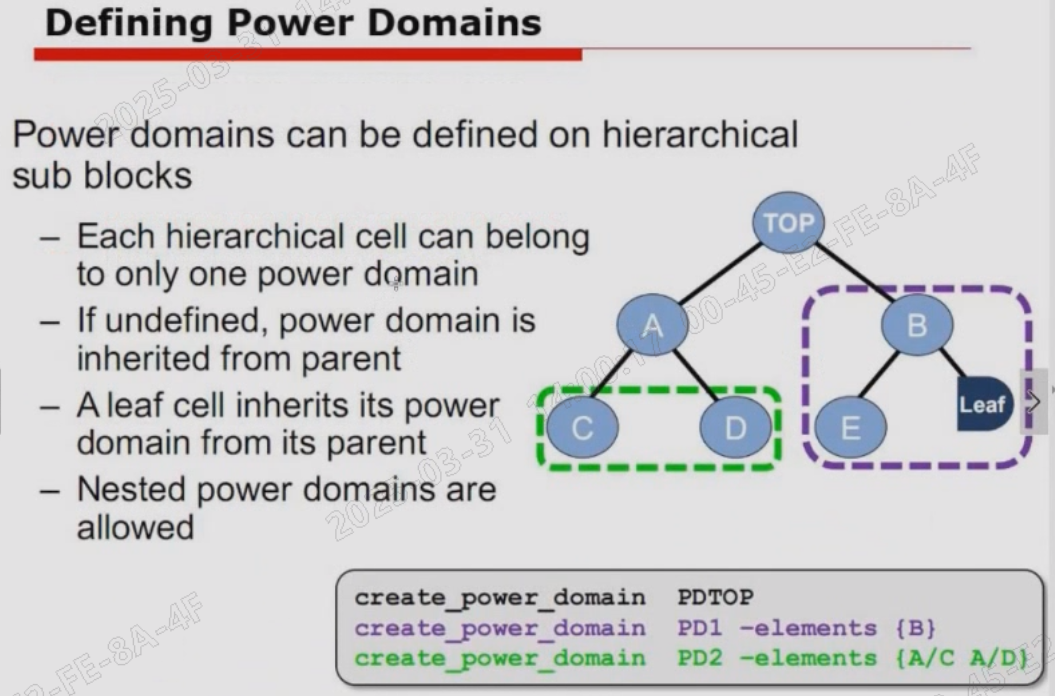 Defining Power Domains
Power domains can be defined on hierarchical
sub blocks
– Each hierarchical cell can belong
to only one power domain
– If undefined, power domain is
inherited from parent
– A leaf cell inherits its power
domain from its parent
– Nested power domains are
allowed
TOP
A
B
C
D
E
Leaf
create_power_domain PDTOP
create_power_domain PD1 -elements {B}
create_power_domain PD2 -elements {A/C A/D}